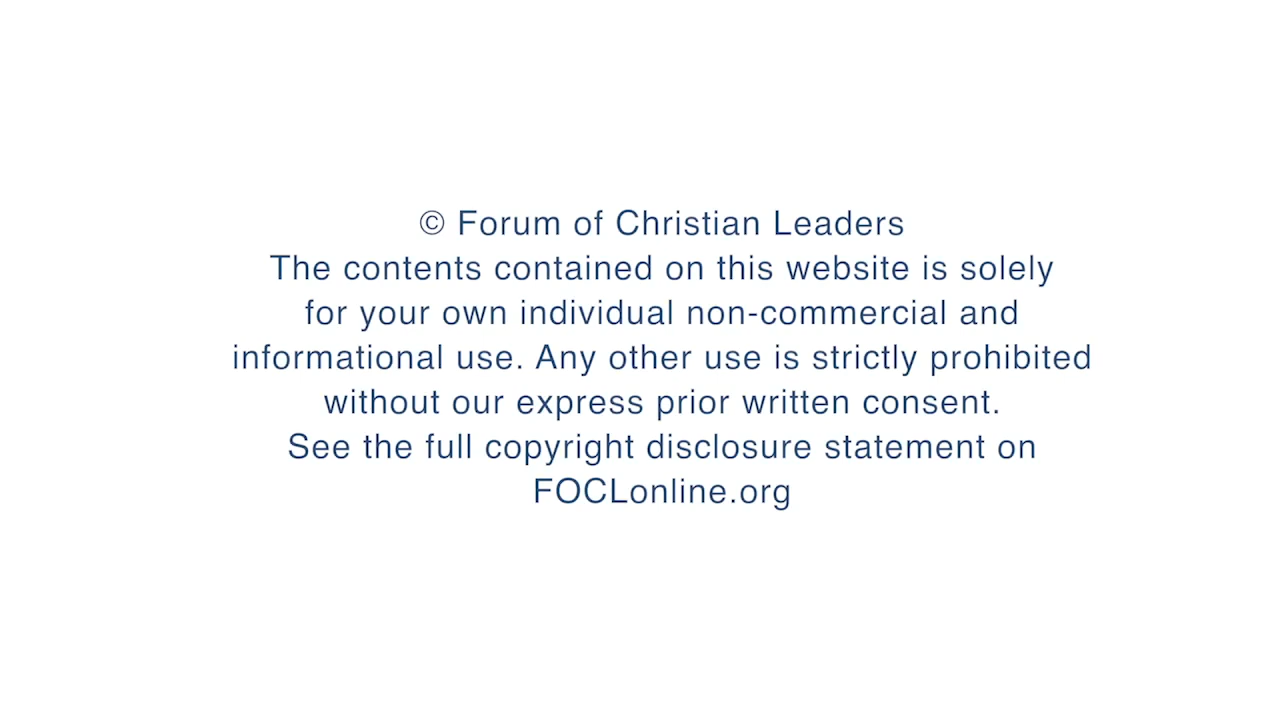 © Forum of Christian Leaders
The contents contained on this website is solely
for your own individual non-commercial and
informational use. Any other use is strictly prohibited
without our express prior written consent.
See the full copyright disclosure statement on
FOCLonline.org